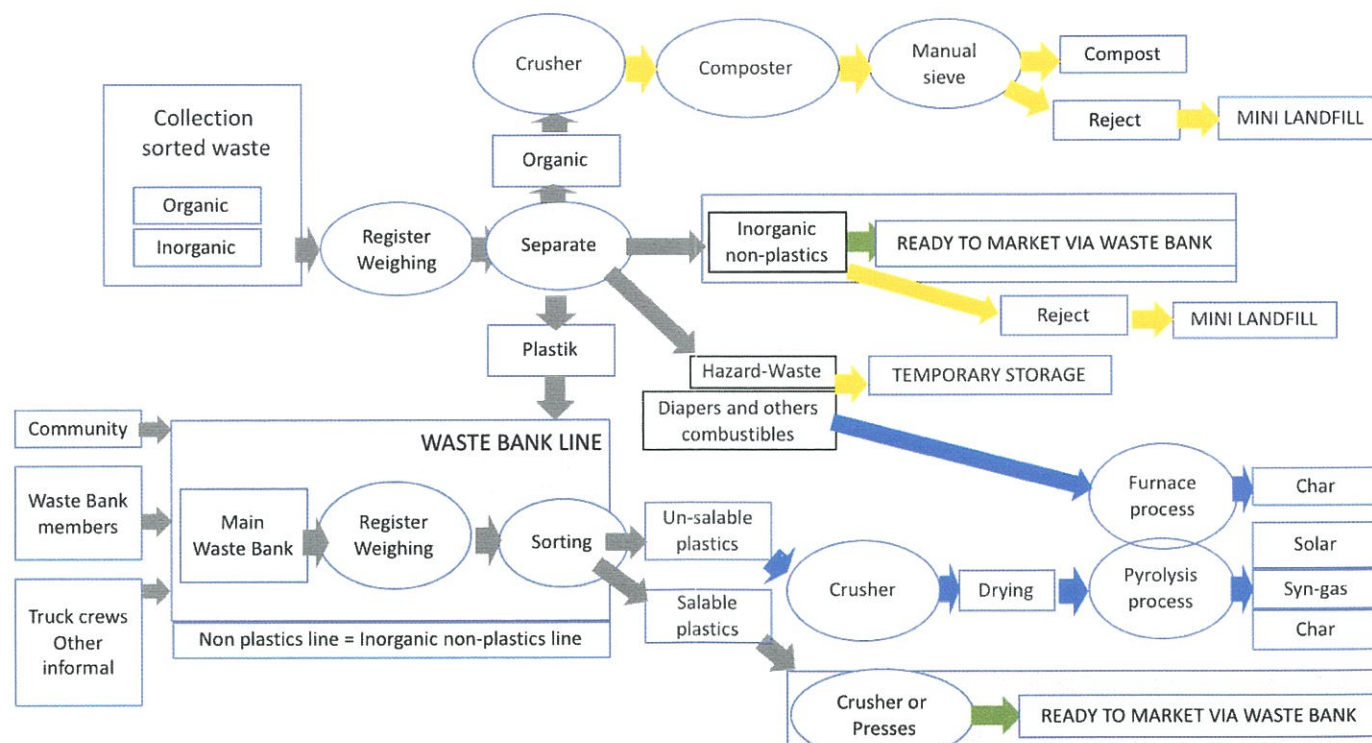 Crusher
Composter
Manual
sieve
Compost
Reject
MINI LANDFILL
Collection
sorted waste
Organic
Inorganic
Organic
Register
Weighing
Separate
Inorganic
non-plastics
READY TO MARKET VIA WASTE BANK
Reject
MINI LANDFILL
Plastik
Hazard-Waste
TEMPORARY STORAGE
Diapers and others
combustibles
Community
Waste Bank
members
Truck crews
Other
informal
WASTE BANK LINE
Main
Waste Bank
Register
Weighing
Sorting
Non plastics line = Inorganic non-plastics line
Un-salable
plastics
Salable
plastics
Crusher
Drying
Furnace
process
Char
Pyrolysis
process
Solar
Syn-gas
Char
Crusher or
Presses
READY TO MARKET VIA WASTE BANK